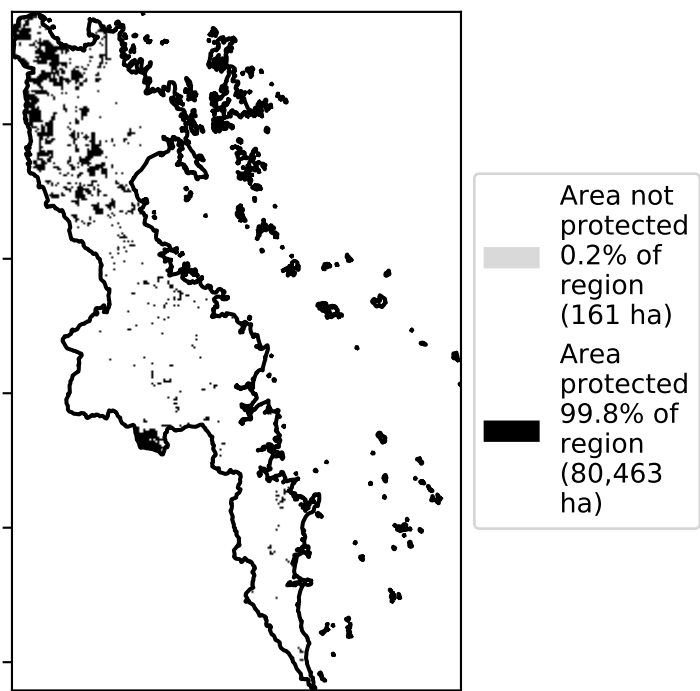 Area not
protected
0.2% of
region
(161 ha)
Area
protected
99.8% of
region
(80,463
ha)